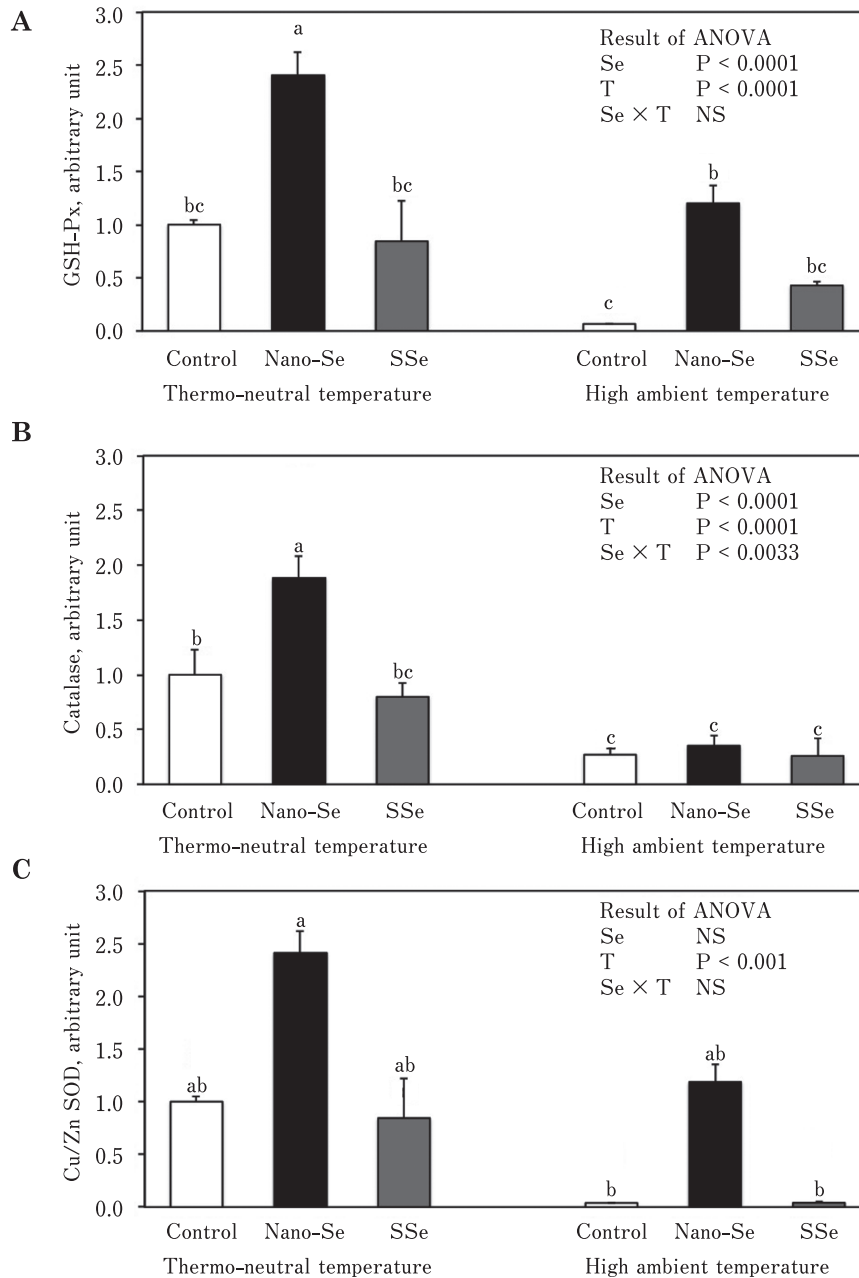 A
GSH-Px, arbitrary unit
3.0
2.5
2.0
1.5
1.0
0.5
0.0
bc
a
bc
c
b
bc
Result of ANOVA
Se P < 0.0001
T P < 0.0001
Se × T NS
Control Nano-Se SSe Control Nano-Se SSe
Thermo-neutral temperature High ambient temperature
B
Catalase, arbitrary unit
3.0
2.5
2.0
1.5
1.0
0.5
0.0
b
a
bc
c
c
c
Result of ANOVA
Se P < 0.0001
T P < 0.0001
Se × T P < 0.0033
Control Nano-Se SSe Control Nano-Se SSe
Thermo-neutral temperature High ambient temperature
C
Cu/Zn SOD, arbitrary unit
3.0
2.5
2.0
1.5
1.0
0.5
0.0
ab
a
ab
b
ab
b
Result of ANOVA
Se NS
T P < 0.001
Se × T NS
Control Nano-Se SSe Control Nano-Se SSe
Thermo-neutral temperature High ambient temperature